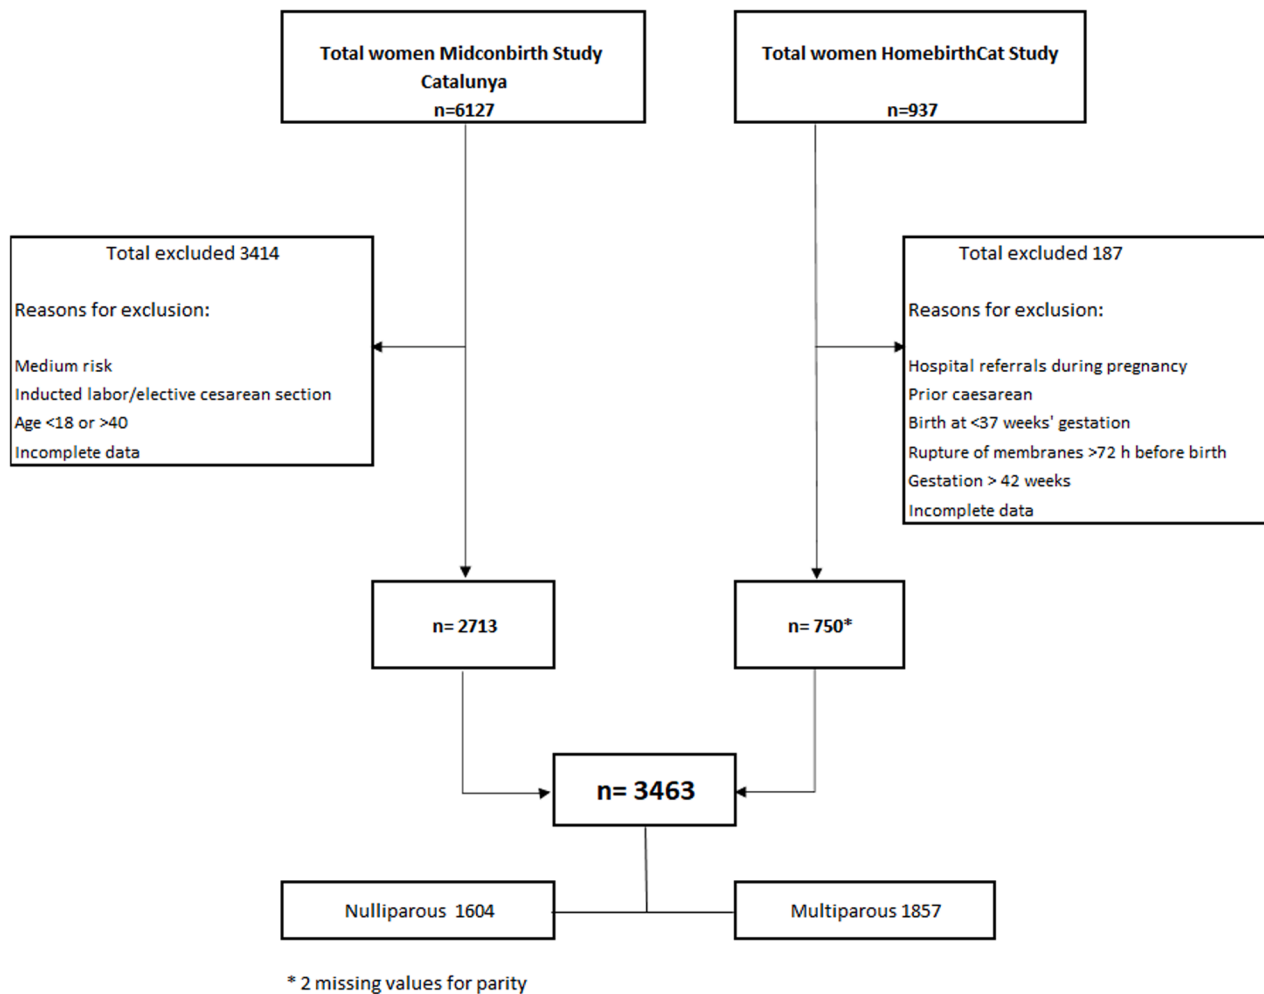 Total women Midconbirth Study
Catalunya
n=6127
Total women HomebirthCat Study
n=937
Total excluded 3414
Reasons for exclusion:
Medium risk
Inducted labor/elective cesarean section
Age <18 or >40
Incomplete data
Total excluded 187
Reasons for exclusion:
Hospital referrals during pregnancy
Prior caesarean
Birth at <37 weeks' gestation
Rupture of membranes >72 h before birth
Gestation > 42 weeks
Incomplete data
n= 2713
n= 750*
n= 3463
Nulliparous 1604
Multiparous 1857
* 2 missing values for parity